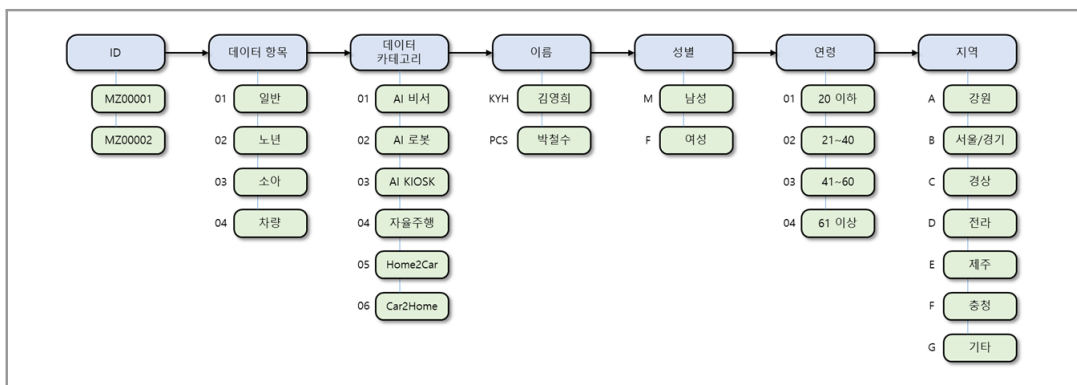 ID
데이터 항목
데이터
카테고리
이름
성별
연령
지역
MZ00001
MZ00002
01 일반
02 노년
03 소아
04 차량
01 AI 비서
02 AI 로봇
03 AI KIOSK
04 자율주행
05 Home2Car
06 Car2Home
KYH 김영희
PCS 박철수
M 남성
F 여성
01 20 이하
02 21~40
03 41~60
04 61 이상
A 강원
B 서울/경기
C 경상
D 전라
E 제주
F 충청
G 기타